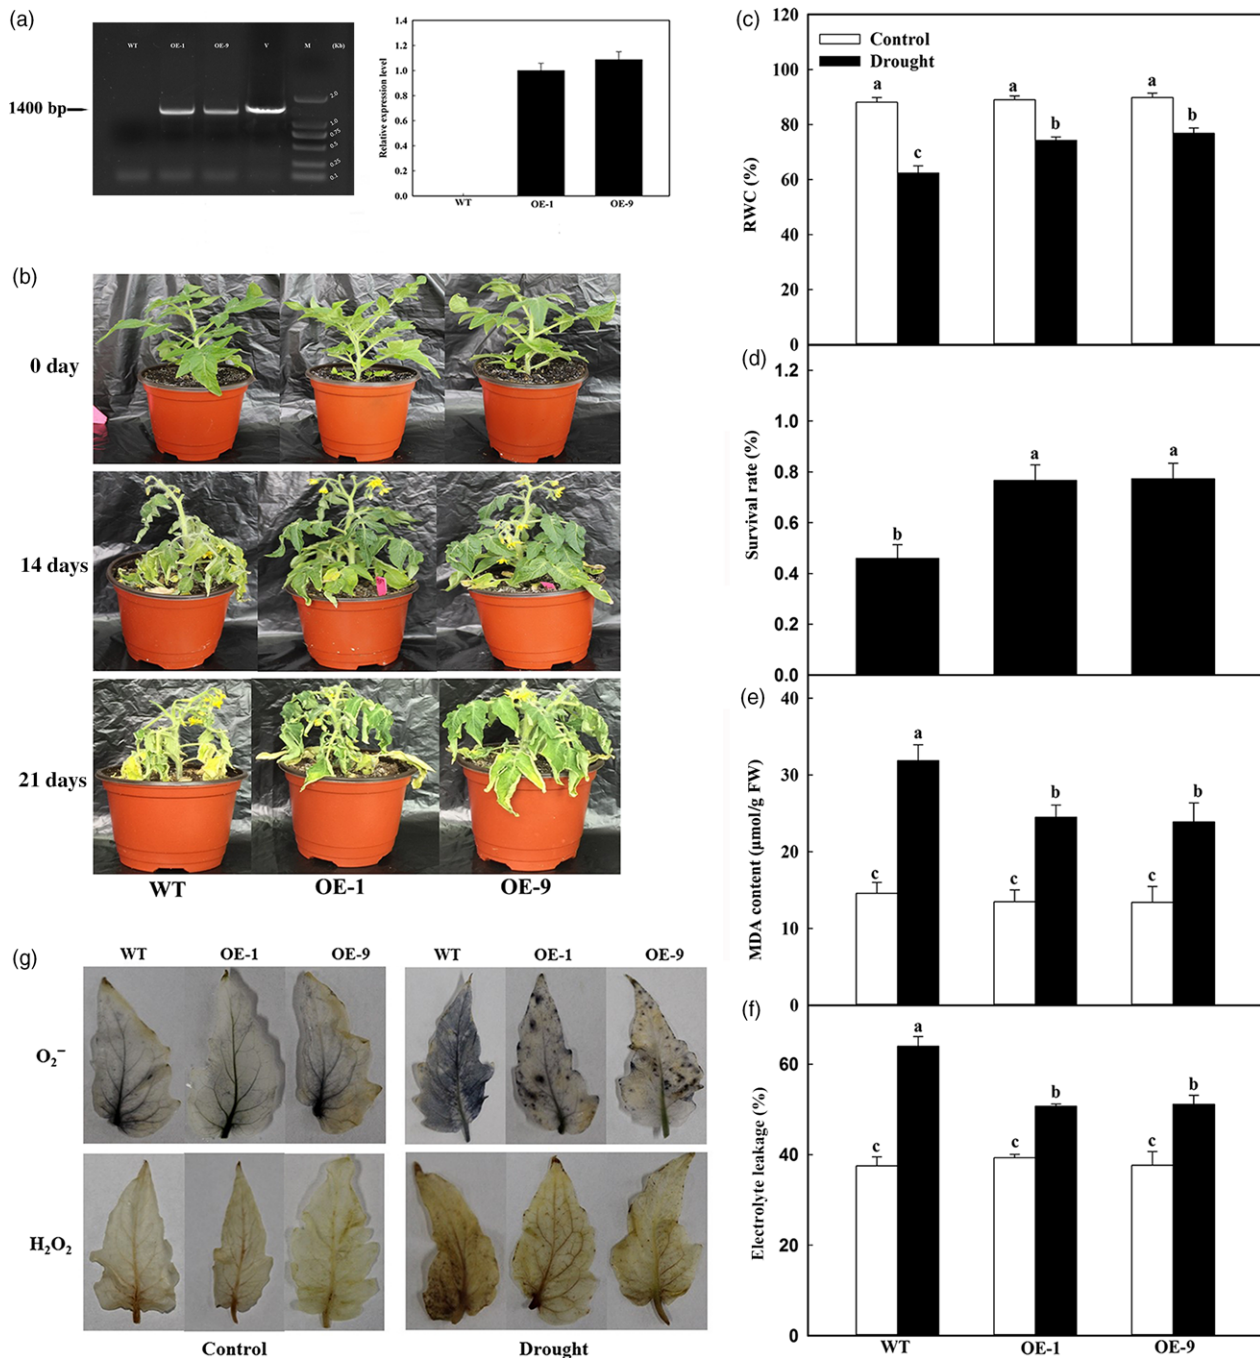 (a)
WT OE-1 OE-9 V M (Kb)
1400 bp
2.0
1.0
0.75
0.5
0.25
0.1
Relative expression level
1.4
1.2
1.0
0.8
0.6
0.4
0.2
0.0
WT OE-1 OE-9
(b)
0 day
14 days
21 days
WT OE-1 OE-9
(g)
WT OE-1 OE-9 WT OE-1 OE-9
O₂⁻
H₂O₂
Control Drought
(c)
RWC (%)
120
100
80
60
40
20
0
Control
Drought
a c a b a b
(d)
Survival rate (%)
1.2
1.0
0.8
0.6
0.4
0.2
0.0
b a a
(e)
MDA content (μmol/g FW)
40
30
20
10
0
c a c b c b
(f)
Electrolyte leakage (%)
60
40
20
0
c a c b c b
WT OE-1 OE-9